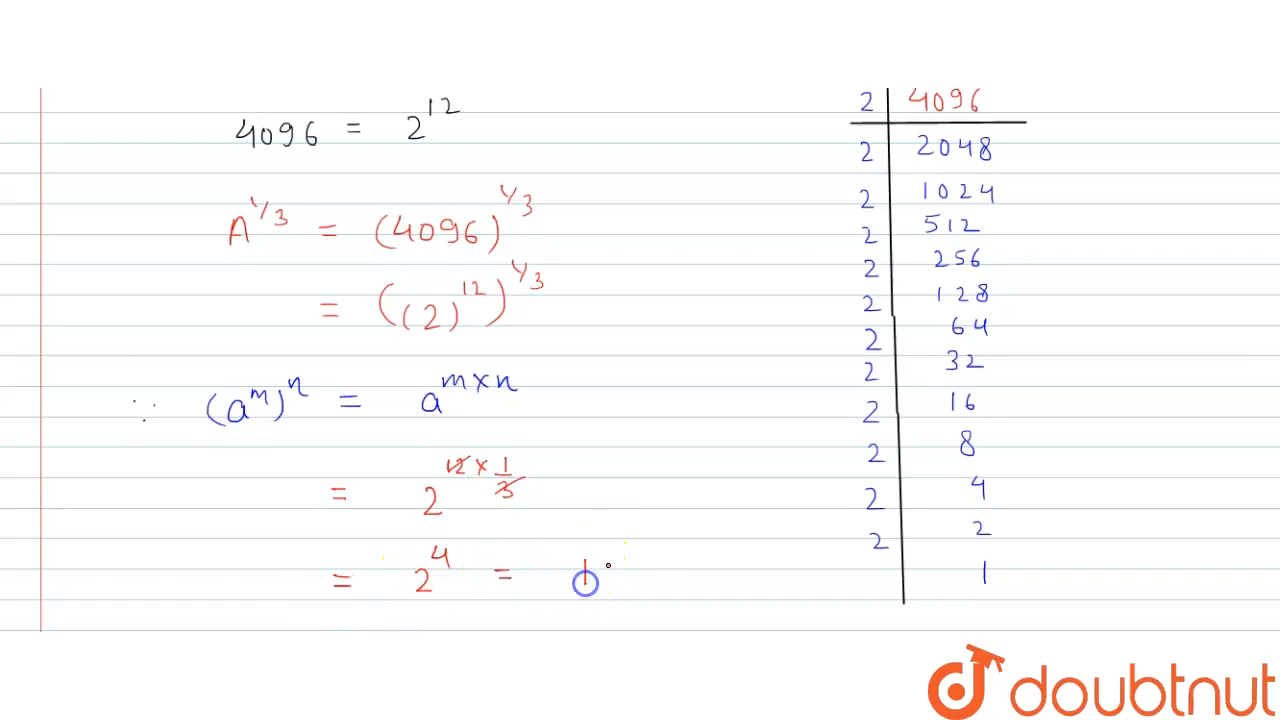 4096 = 2^12
A^1/3 = (4096)^1/3
= ((2)^12)^1/3
∵ (a^m)^n = a^m×n
= 2^12×1/3
= 2^4 = 1
2 | 4096
2 | 2048
2 | 1024
2 | 512
2 | 256
2 | 128
2 | 64
2 | 32
2 | 16
2 | 8
2 | 4
2 | 2
1
doubtnut